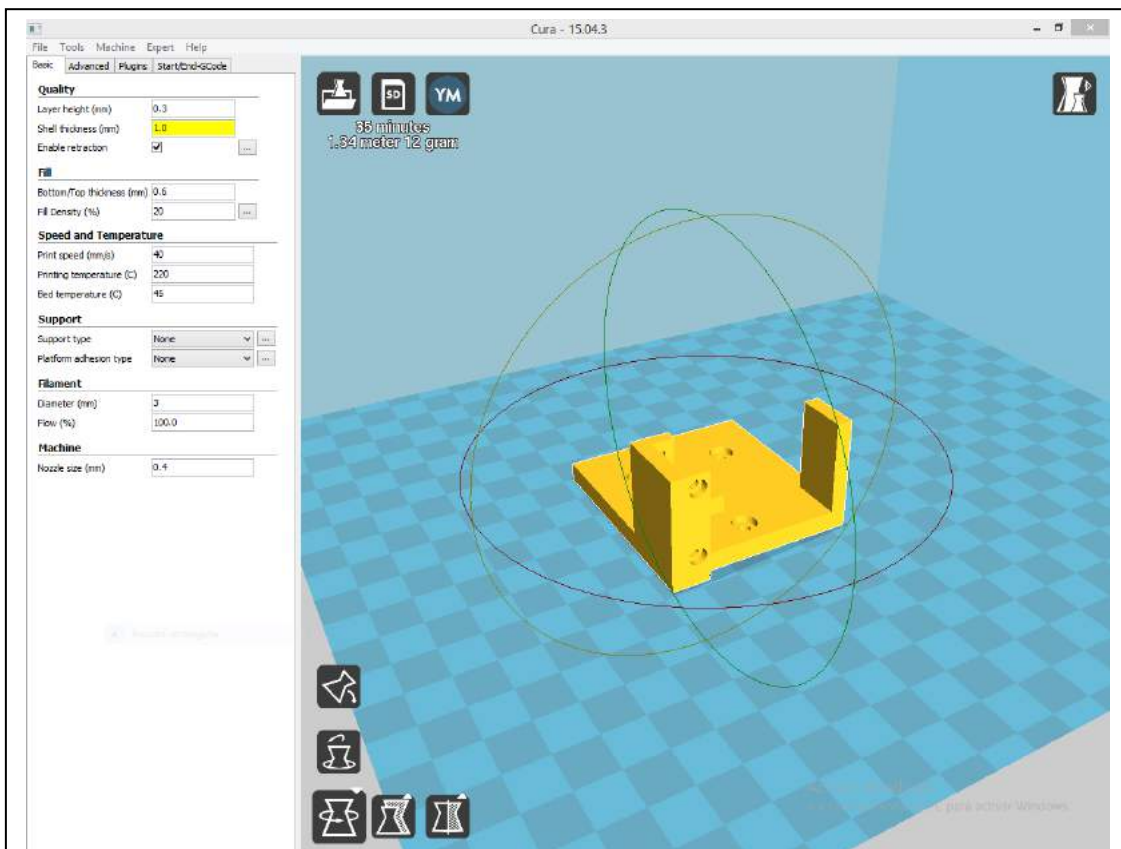 Cura - 15.04.3
File Tools Machine Expert Help
Basic Advanced Plugins Start/End-GCode
Quality
Layer height (mm) 0.3
Shell thickness (mm) 1.0
Enable retraction ...
Fill
Bottom/Top thickness (mm) 0.6
Fill Density (%) 20 ...
Speed and Temperature
Print speed (mm/s) 40
Printing temperature (C) 220
Bed temperature (C) 45
Support
Support type None ...
Platform adhesion type None ...
Filament
Diameter (mm) 3
Flow (%) 100.0
Machine
Nozzle size (mm) 0.4
SD YM
35 minutes
1.34 meter 12 gram
para activar Windows.